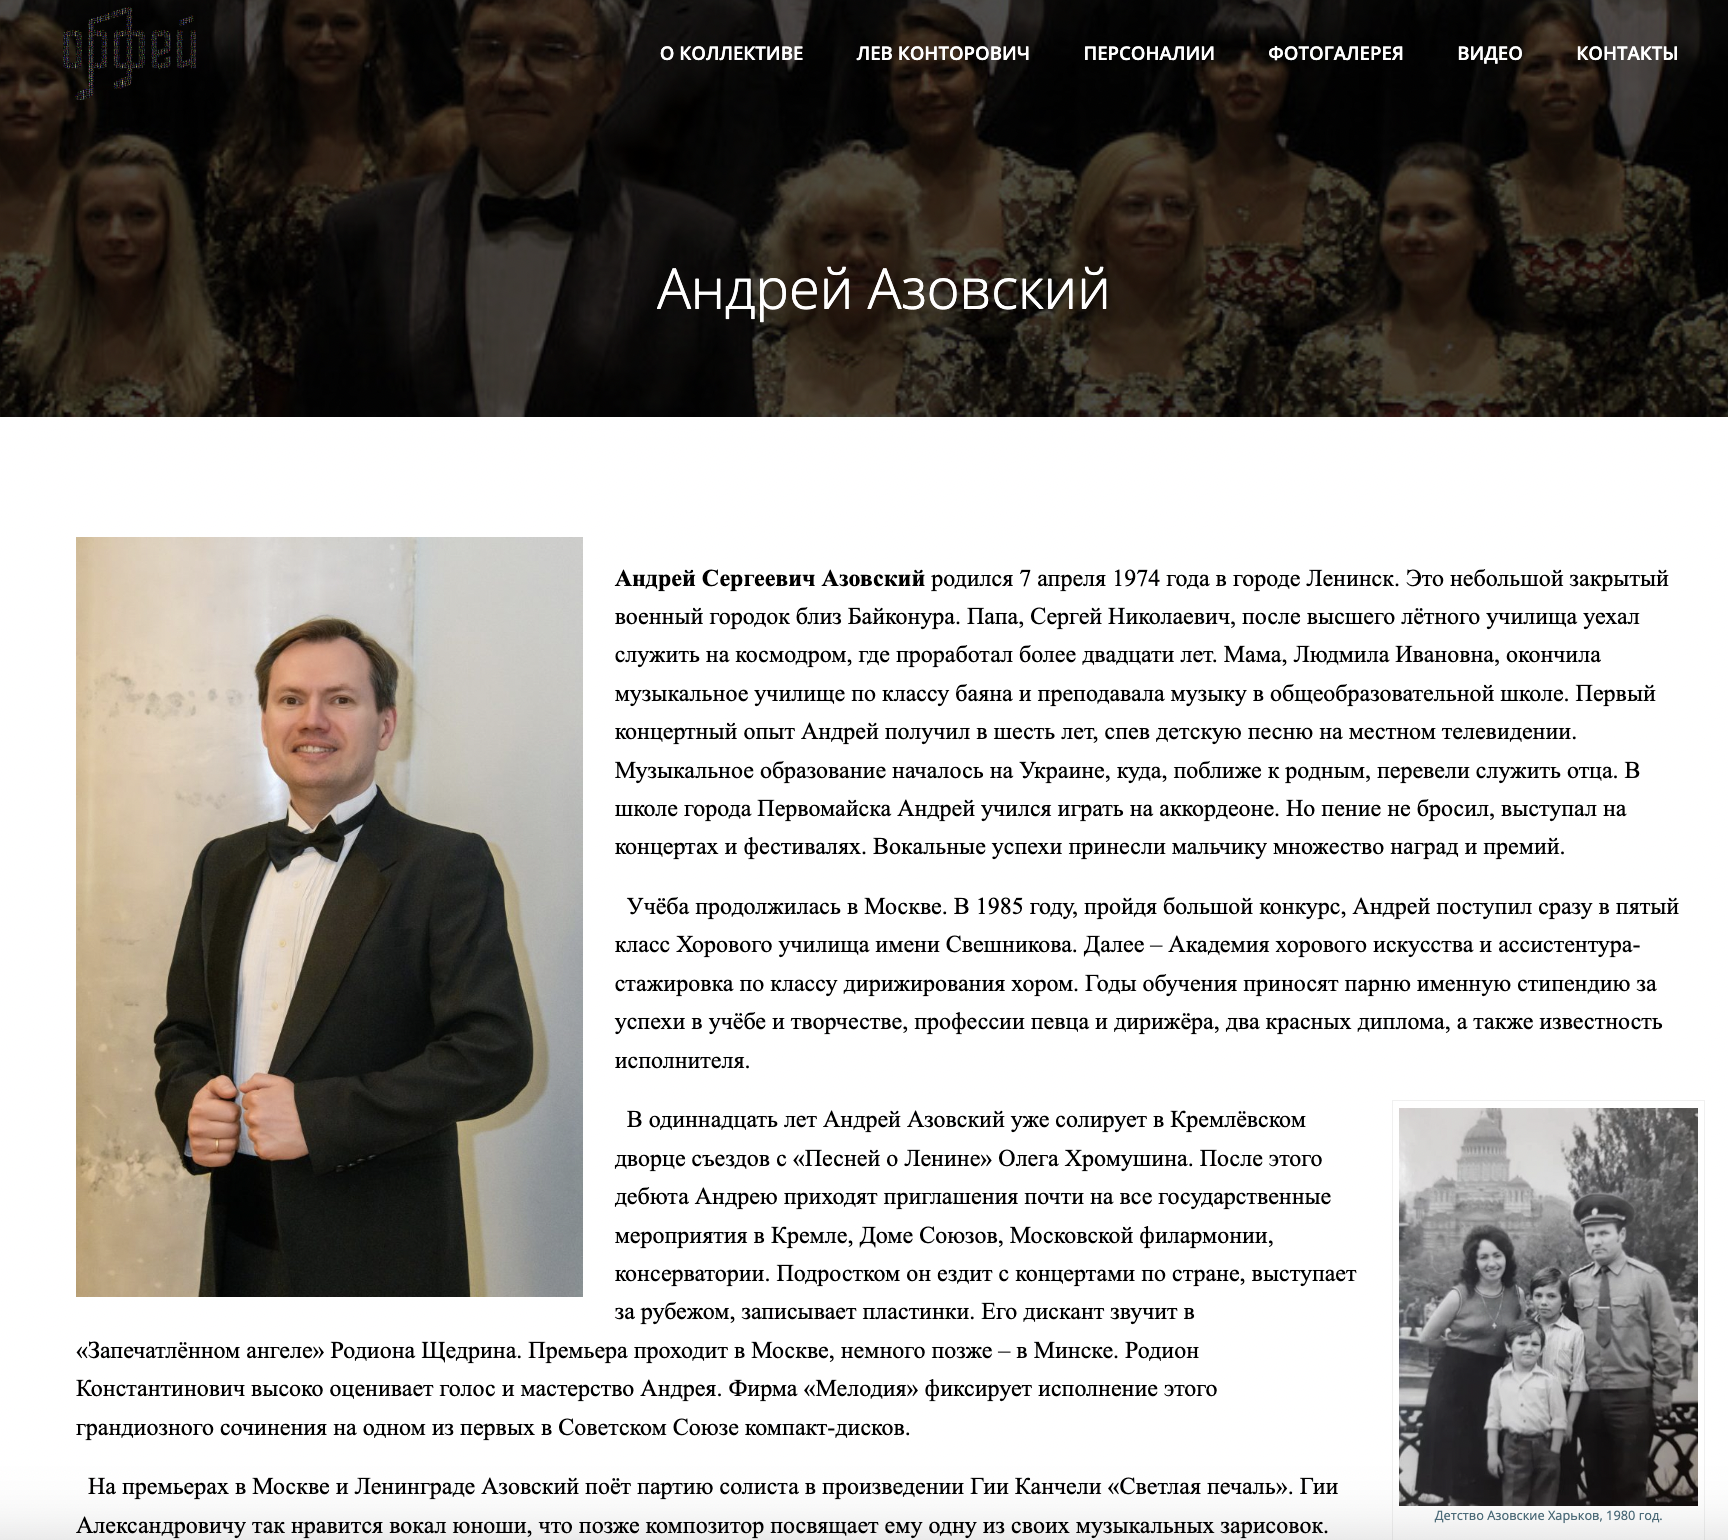 орфей
О КОЛЛЕКТИВЕ ЛЕВ КОНТОРОВИЧ ПЕРСОНАЛИИ ФОТОГАЛЕРЕЯ ВИДЕО КОНТАКТЫ
Андрей Азовский
Андрей Сергеевич Азовский родился 7 апреля 1974 года в городе Ленинск. Это небольшой закрытый
военный городок близ Байконура. Папа, Сергей Николаевич, после высшего лётного училища уехал
служить на космодром, где проработал более двадцати лет. Мама, Людмила Ивановна, окончила
музыкальное училище по классу баяна и преподавала музыку в общеобразовательной школе. Первый
концертный опыт Андрей получил в шесть лет, спев детскую песню на местном телевидении.
Музыкальное образование началось на Украине, куда, поближе к родным, перевели служить отца. В
школе города Первомайска Андрей учился играть на аккордеоне. Но пение не бросил, выступал на
концертах и фестивалях. Вокальные успехи принесли мальчику множество наград и премий.
Учёба продолжилась в Москве. В 1985 году, пройдя большой конкурс, Андрей поступил сразу в пятый
класс Хорового училища имени Свешникова. Далее – Академия хорового искусства и ассистентура-
стажировка по классу дирижирования хором. Годы обучения приносят парню именную стипендию за
успехи в учёбе и творчестве, профессии певца и дирижёра, два красных диплома, а также известность
исполнителя.
В одиннадцать лет Андрей Азовский уже солирует в Кремлёвском
дворце съездов с «Песней о Ленине» Олега Хромушина. После этого
дебюта Андрею приходят приглашения почти на все государственные
мероприятия в Кремле, Доме Союзов, Московской филармонии,
консерватории. Подростком он ездит с концертами по стране, выступает
за рубежом, записывает пластинки. Его дискант звучит в
«Запечатлённом ангеле» Родиона Щедрина. Премьера проходит в Москве, немного позже – в Минске. Родион
Константинович высоко оценивает голос и мастерство Андрея. Фирма «Мелодия» фиксирует исполнение этого
грандиозного сочинения на одном из первых в Советском Союзе компакт-дисков.
На премьерах в Москве и Ленинграде Азовский поёт партию солиста в произведении Гии Канчели «Светлая печаль». Гии
Александровичу так нравится вокал юноши, что позже композитор посвящает ему одну из своих музыкальных зарисовок.
Детство Азовские Харьков, 1980 год.